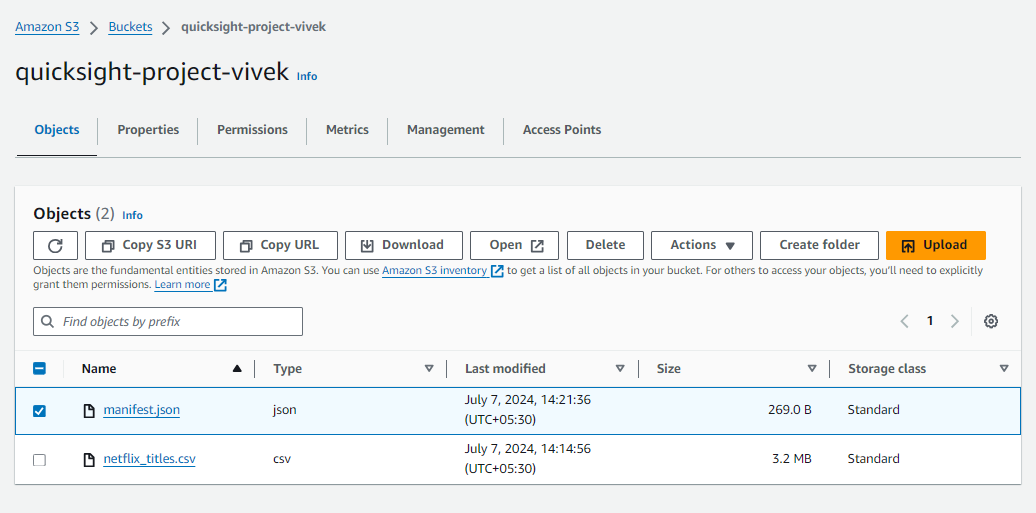 Amazon S3 > Buckets > quicksight-project-vivek
quicksight-project-vivek Info
Objects Properties Permissions Metrics Management Access Points
Objects (2) Info
Copy S3 URI Copy URL Download Open Delete Actions Create folder Upload
Objects are the fundamental entities stored in Amazon S3. You can use Amazon S3 inventory to get a list of all objects in your bucket. For others to access your objects, you'll need to explicitly
grant them permissions. Learn more
Find objects by prefix 1
Name Type Last modified Size Storage class
manifest.json json July 7, 2024, 14:21:36 (UTC+05:30) 269.0 B Standard
netflix_titles.csv csv July 7, 2024, 14:14:56 (UTC+05:30) 3.2 MB Standard